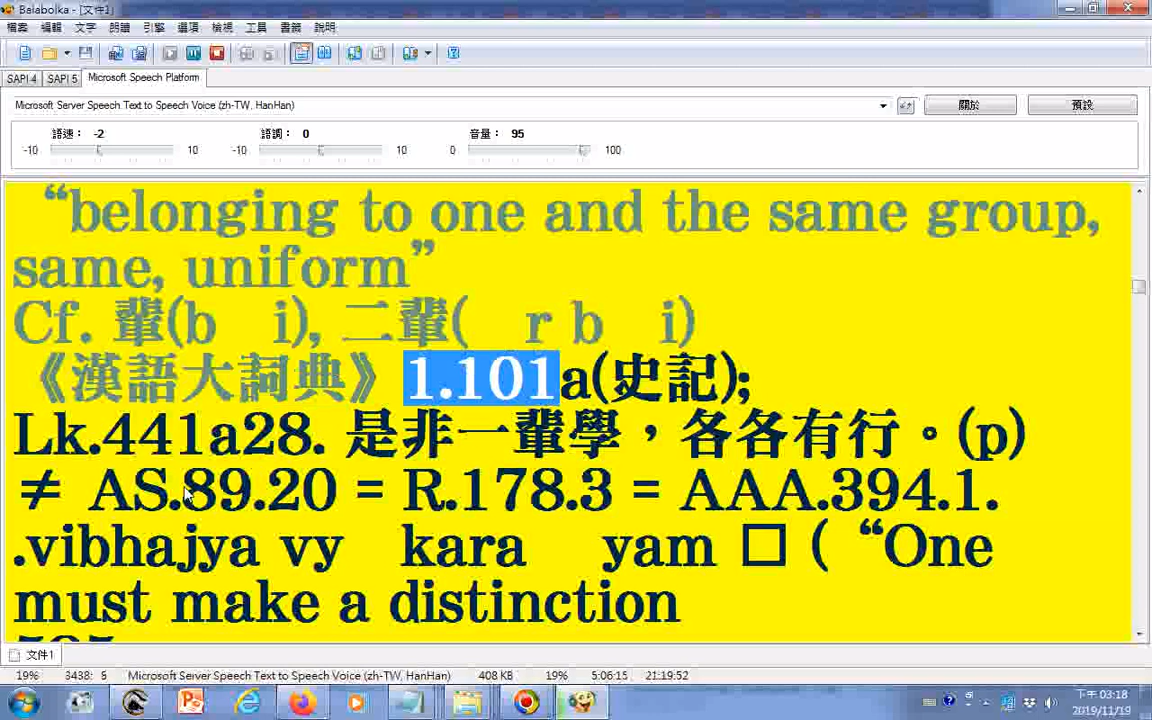 Balabolka - [文件1]
檔案 編輯 文字 朗讀 引擎 選項 檢視 工具 書籤 說明
SAPI 4 SAPI 5 Microsoft Speech Platform
Microsoft Server Speech Text to Speech Voice (zh-TW, HanHan) 關於 預設
語速： -2 語調： 0 音量： 95
-10 10 -10 10 0 100
“belonging to one and the same group,
same, uniform”
Cf. 輩(b i), 二輩( r b i)
《漢語大詞典》 1.101a(史記);
Lk.441a28. 是非一輩學，各各有行。(p)
≠ AS.89.20 = R.178.3 = AAA.394.1.
.vibhajya vy kara yam □ ( “One
must make a distinction
文件1
19% 3438: 5 Microsoft Server Speech Text to Speech Voice (zh-TW, HanHan) 408 KB 19% 5:06:15 21:19:52
下午 03:18
2019/11/19